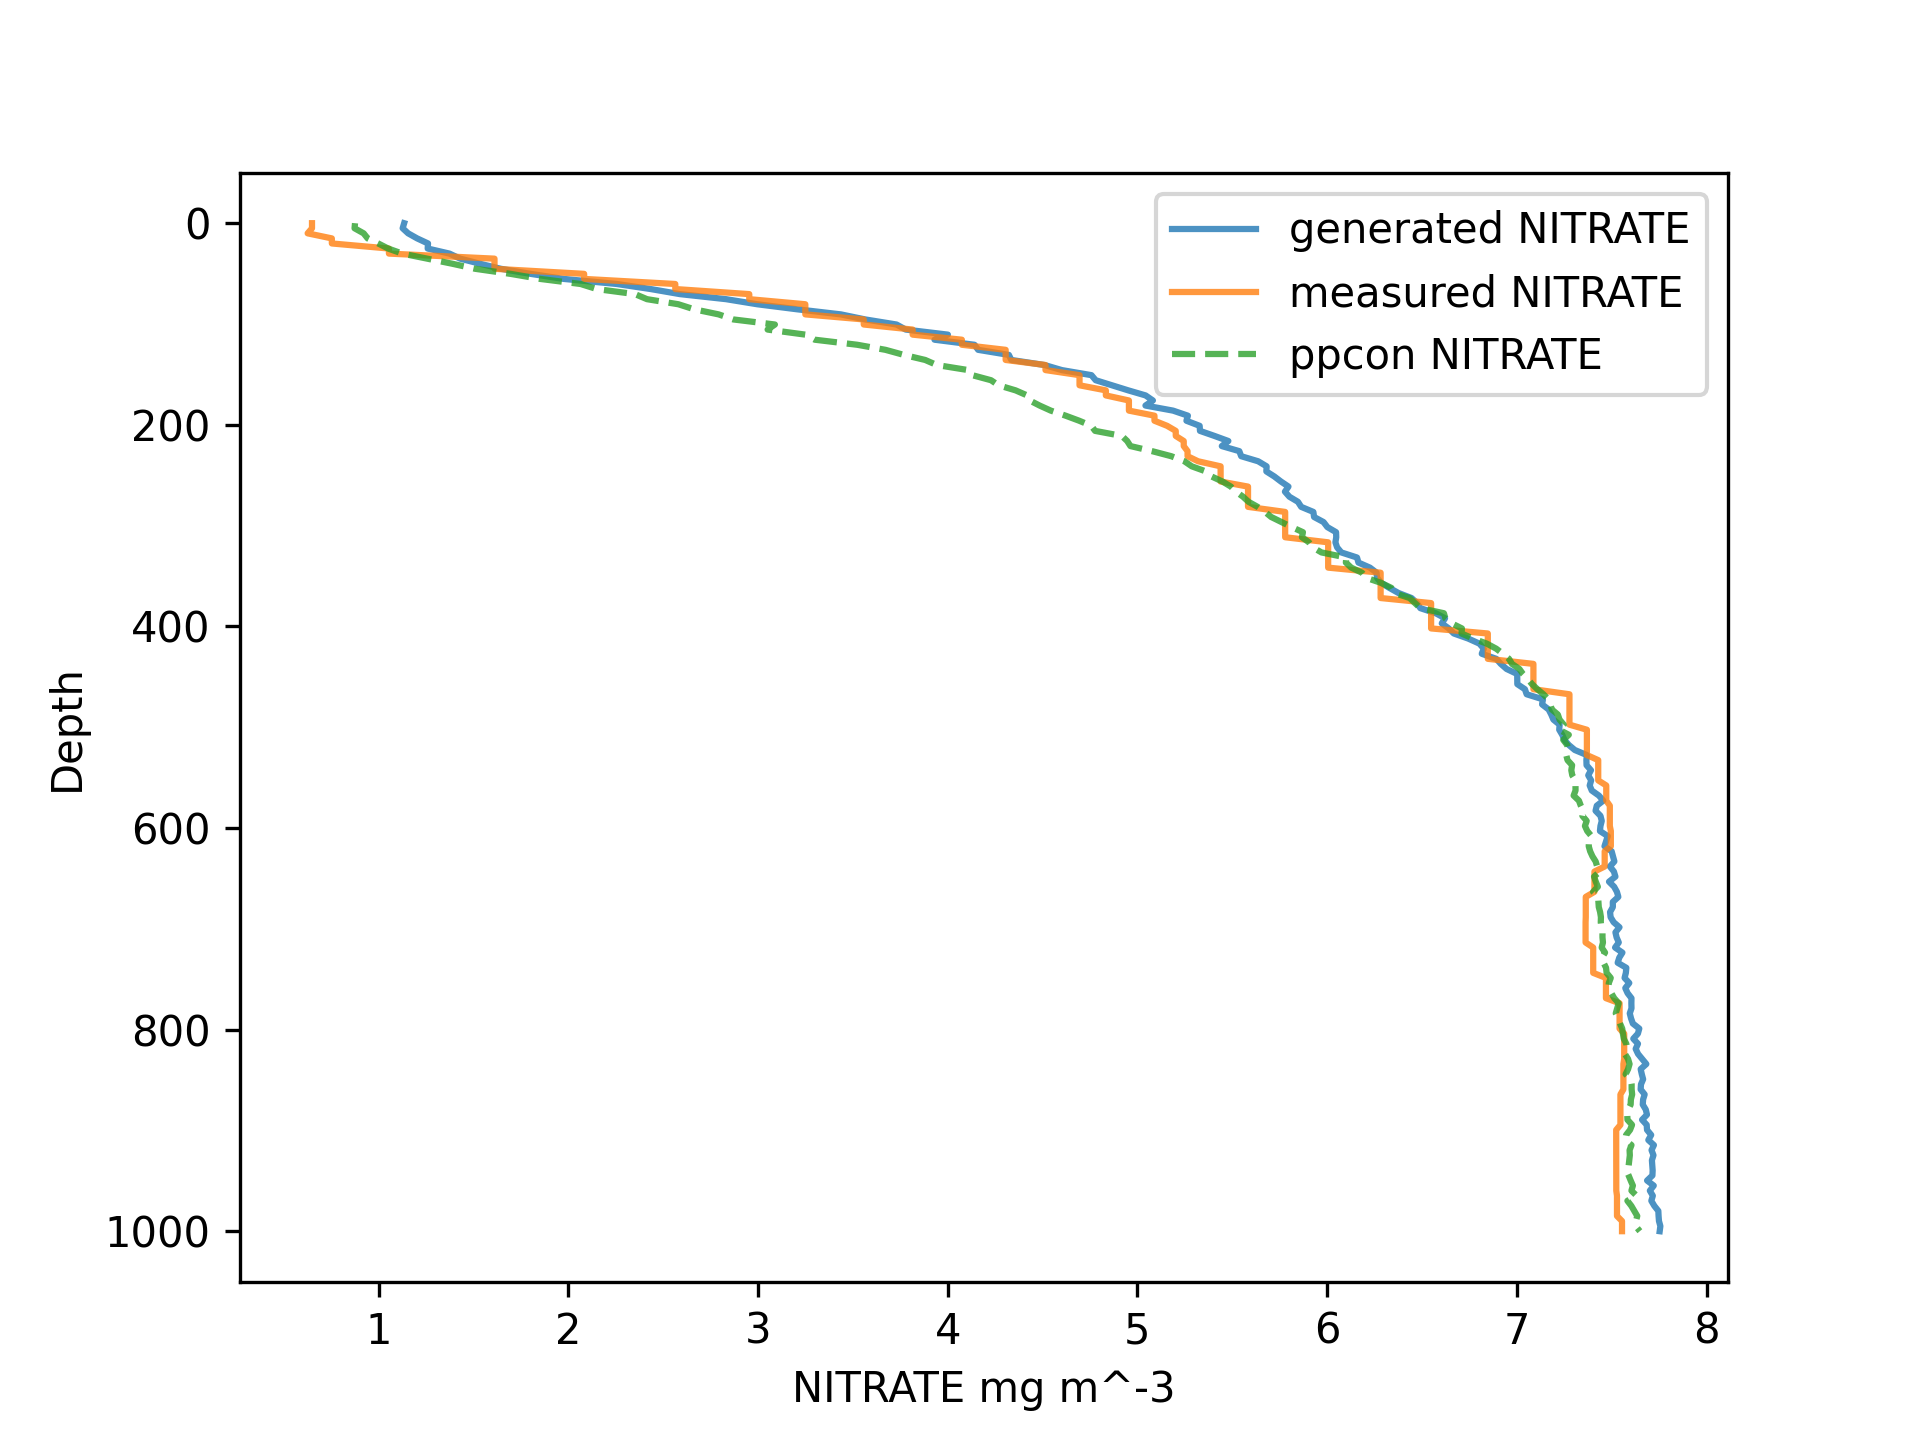 generated NITRATE
measured NITRATE
ppcon NITRATE
0
200
400
600
800
1000
Depth
1 2 3 4 5 6 7 8
NITRATE mg m^-3